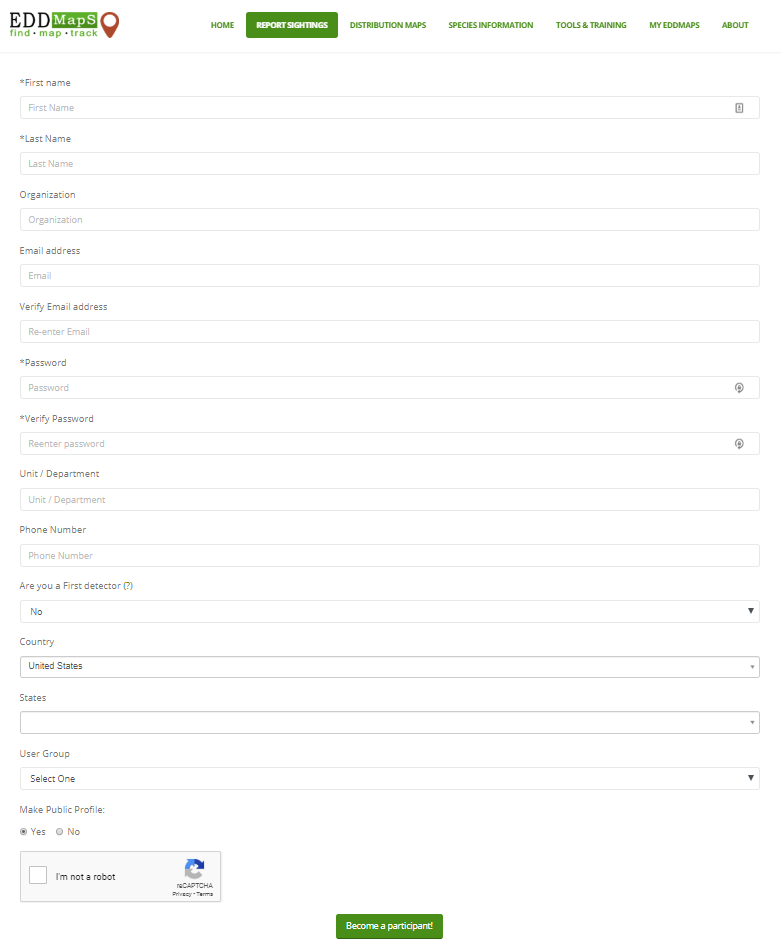 EDDMapS
find • map • track
HOME REPORT SIGHTINGS DISTRIBUTION MAPS SPECIES INFORMATION TOOLS & TRAINING MY EDDMAPS ABOUT
*First name
First Name
*Last Name
Last Name
Organization
Organization
Email address
Email
Verify Email address
Re-enter Email
*Password
Password
*Verify Password
Reenter password
Unit / Department
Unit / Department
Phone Number
Phone Number
Are you a First detector (?)
No
Country
United States
States
User Group
Select One
Make Public Profile:
Yes No
I'm not a robot
reCAPTCHA
Privacy - Terms
Become a participant!